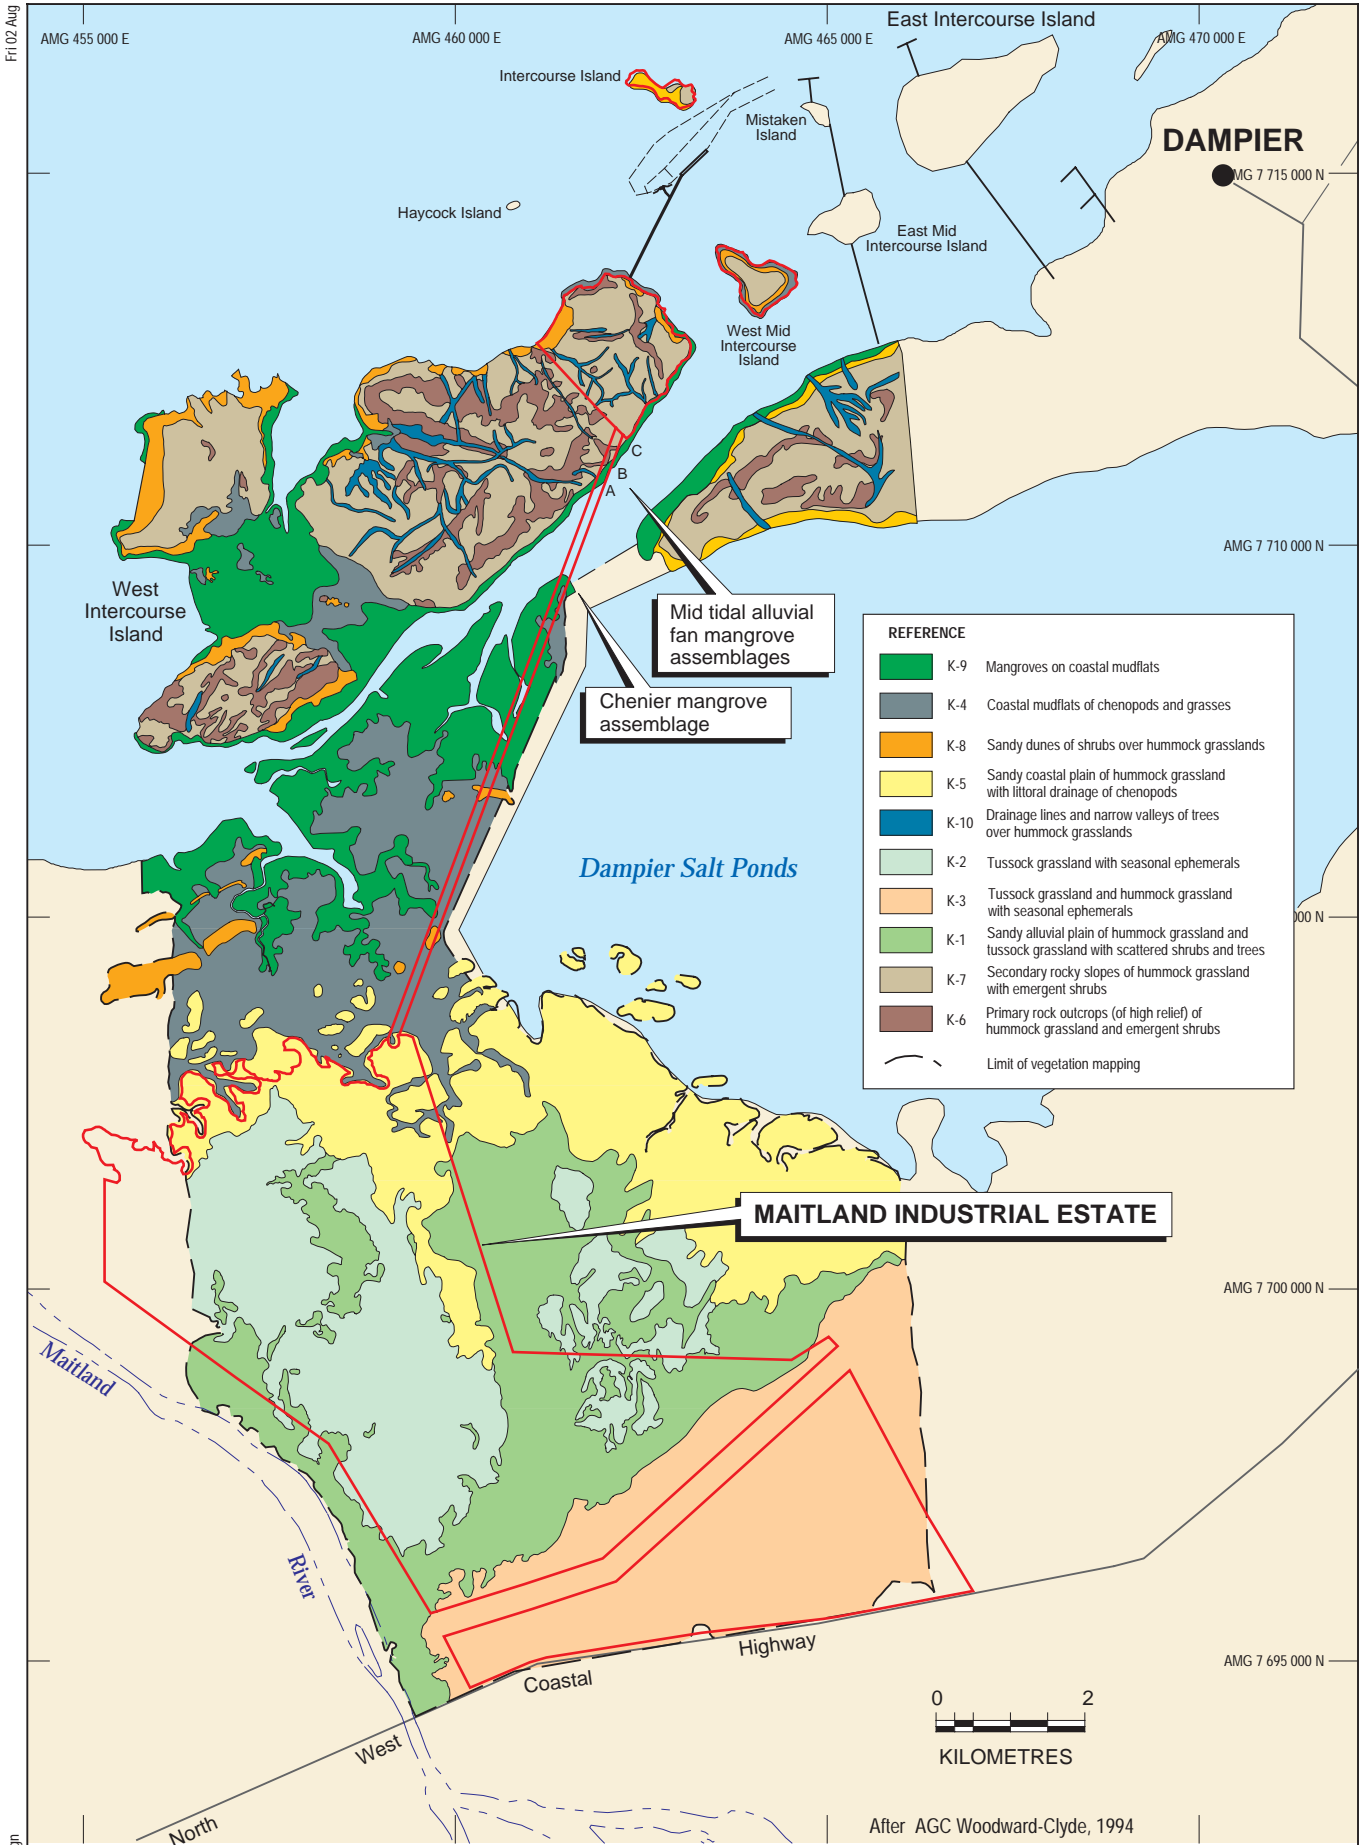 Fri 02 Aug
AMG 455 000 E
AMG 460 000 E
AMG 465 000 E
AMG 470 000 E
East Intercourse Island
Intercourse Island
Mistaken
Island
DAMPIER
MG 7 715 000 N
Haycock Island
East Mid
Intercourse Island
West Mid
Intercourse
Island
C
B
A
AMG 7 710 000 N
West
Intercourse
Island
Mid tidal alluvial
fan mangrove
assemblages
Chenier mangrove
assemblage
REFERENCE
K-9 Mangroves on coastal mudflats
K-4 Coastal mudflats of chenopods and grasses
K-8 Sandy dunes of shrubs over hummock grasslands
K-5 Sandy coastal plain of hummock grassland
with littoral drainage of chenopods
K-10 Drainage lines and narrow valleys of trees
over hummock grasslands
K-2 Tussock grassland with seasonal ephemerals
K-3 Tussock grassland and hummock grassland
with seasonal ephemerals
K-1 Sandy alluvial plain of hummock grassland and
tussock grassland with scattered shrubs and trees
K-7 Secondary rocky slopes of hummock grassland
with emergent shrubs
K-6 Primary rock outcrops (of high relief) of
hummock grassland and emergent shrubs
Limit of vegetation mapping
Dampier Salt Ponds
000 N
MAITLAND INDUSTRIAL ESTATE
AMG 7 700 000 N
Maitland
River
AMG 7 695 000 N
Highway
Coastal
West
North
0 2
KILOMETRES
After AGC Woodward-Clyde, 1994